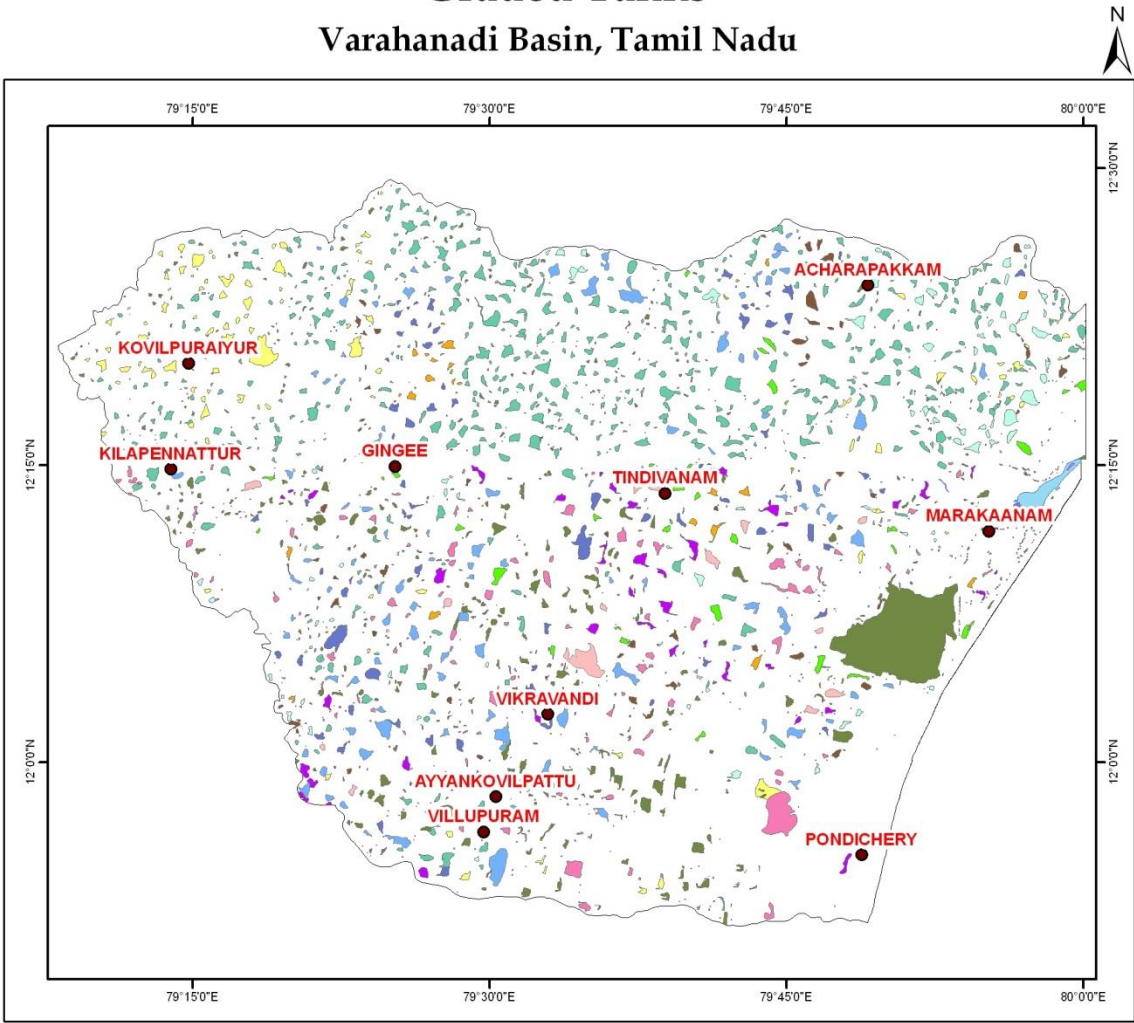 Varahanadi Basin, Tamil Nadu
N
79°15'0"E 79°30'0"E 79°45'0"E 80°0'0"E
12°30'0"N
ACHARAPAKKAM
KOVILPURAIYUR
KILAPENNATTUR
GINGEE
12°15'0"N 12°15'0"N
TINDIVANAM
MARAKAANAM
VIKRAVANDI
12°0'0"N 12°0'0"N
AYYANKOVILPATTU
VILLUPURAM
PONDICHERY
79°15'0"E 79°30'0"E 79°45'0"E 80°0'0"E